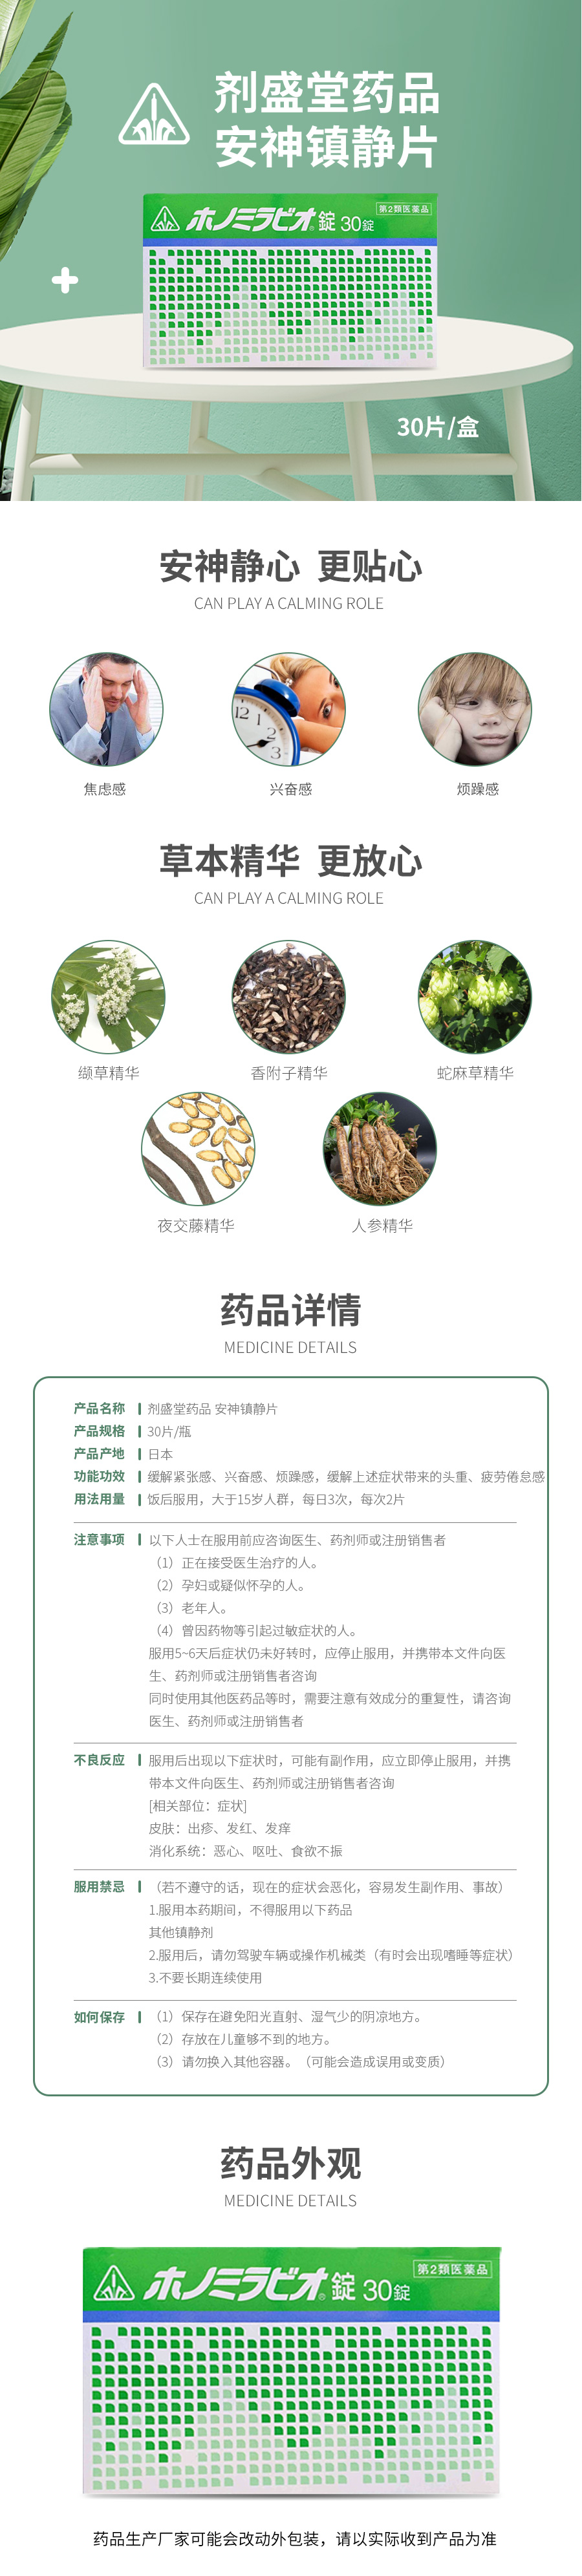 剂盛堂药品
安神镇静片
第2類医薬品
ホノミラビオ錠 30錠
30片/盒
安神静心 更贴心
CAN PLAY A CALMING ROLE
焦虑感 兴奋感 烦躁感
草本精华 更放心
CAN PLAY A CALMING ROLE
缬草精华 香附子精华 蛇麻草精华
夜交藤精华 人参精华
药品详情
MEDICINE DETAILS
产品名称 剂盛堂药品 安神镇静片
产品规格 30片/瓶
产品产地 日本
功能功效 缓解紧张感、兴奋感、烦躁感，缓解上述症状带来的头重、疲劳倦怠感
用法用量 饭后服用，大于15岁人群，每日3次，每次2片
注意事项 以下人士在服用前应咨询医生、药剂师或注册销售者
（1）正在接受医生治疗的人。
（2）孕妇或疑似怀孕的人。
（3）老年人。
（4）曾因药物等引起过敏症状的人。
服用5~6天后症状仍未好转时，应停止服用，并携带本文件向医
生、药剂师或注册销售者咨询
同时使用其他医药品等时，需要注意有效成分的重复性，请咨询
医生、药剂师或注册销售者
不良反应 服用后出现以下症状时，可能有副作用，应立即停止服用，并携
带本文件向医生、药剂师或注册销售者咨询
[相关部位：症状]
皮肤：出疹、发红、发痒
消化系统：恶心、呕吐、食欲不振
服用禁忌 （若不遵守的话，现在的症状会恶化，容易发生副作用、事故）
1.服用本药期间，不得服用以下药品
其他镇静剂
2.服用后，请勿驾驶车辆或操作机械类（有时会出现嗜睡等症状）
3.不要长期连续使用
如何保存 （1）保存在避免阳光直射、湿气少的阴凉地方。
（2）存放在儿童够不到的地方。
（3）请勿换入其他容器。（可能会造成误用或变质）
药品外观
MEDICINE DETAILS
第2類医薬品
ホノミラビオ錠 30錠
药品生产厂家可能会改动外包装，请以实际收到产品为准